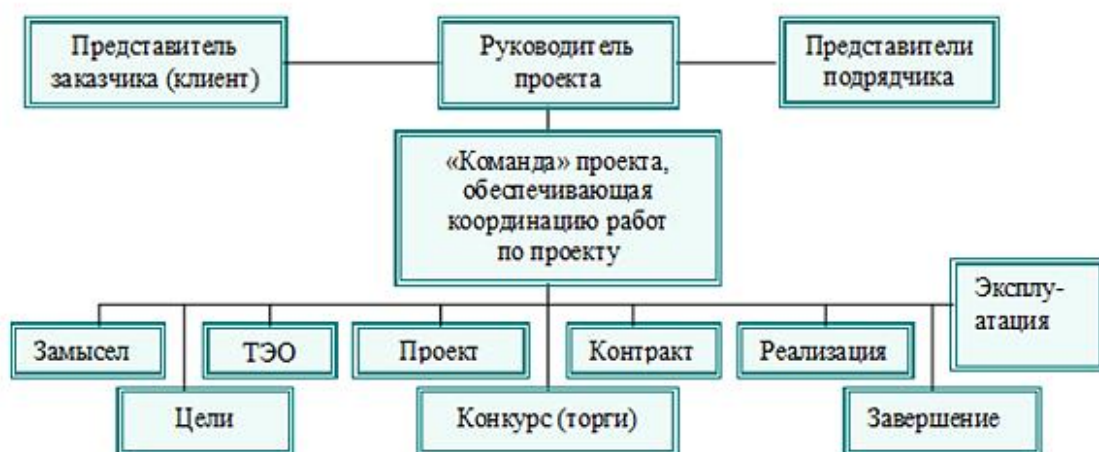 Представитель
заказчика (клиент)
Руководитель
проекта
Представители
подрядчика
«Команда» проекта,
обеспечивающая
координацию работ
по проекту
Эксплу-
атация
Замысел
ТЭО
Проект
Контракт
Реализация
Цели
Конкурс (торги)
Завершение